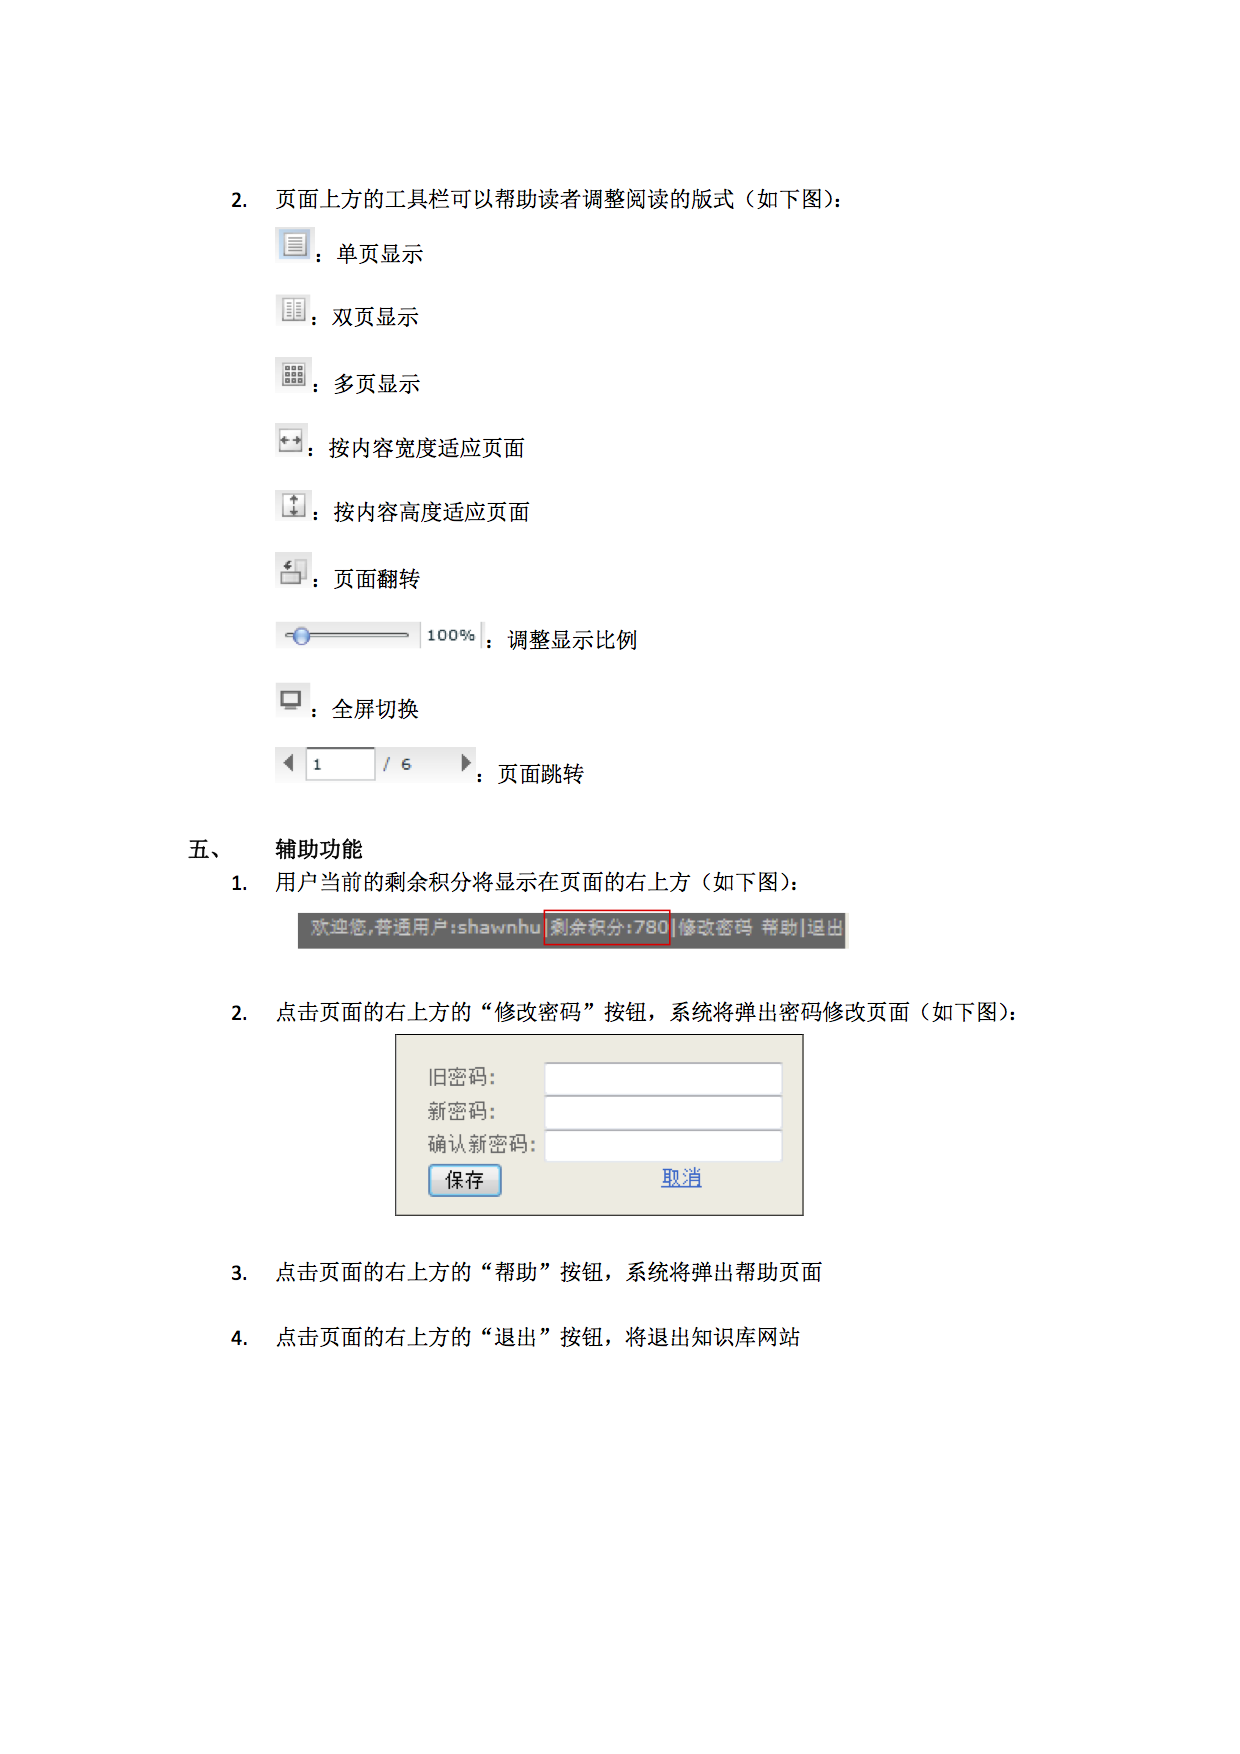 2. 页面上方的工具栏可以帮助读者调整阅读的版式（如下图）：
：单页显示
：双页显示
：多页显示
：按内容宽度适应页面
：按内容高度适应页面
：页面翻转
100%：调整显示比例
：全屏切换
1 / 6：页面跳转
五、 辅助功能
1. 用户当前的剩余积分将显示在页面的右上方（如下图）：
欢迎您,普通用户:shawnhu|剩余积分:780|修改密码 帮助|退出
2. 点击页面的右上方的“修改密码”按钮，系统将弹出密码修改页面（如下图）：
旧密码:
新密码:
确认新密码:
保存 取消
3. 点击页面的右上方的“帮助”按钮，系统将弹出帮助页面
4. 点击页面的右上方的“退出”按钮，将退出知识库网站